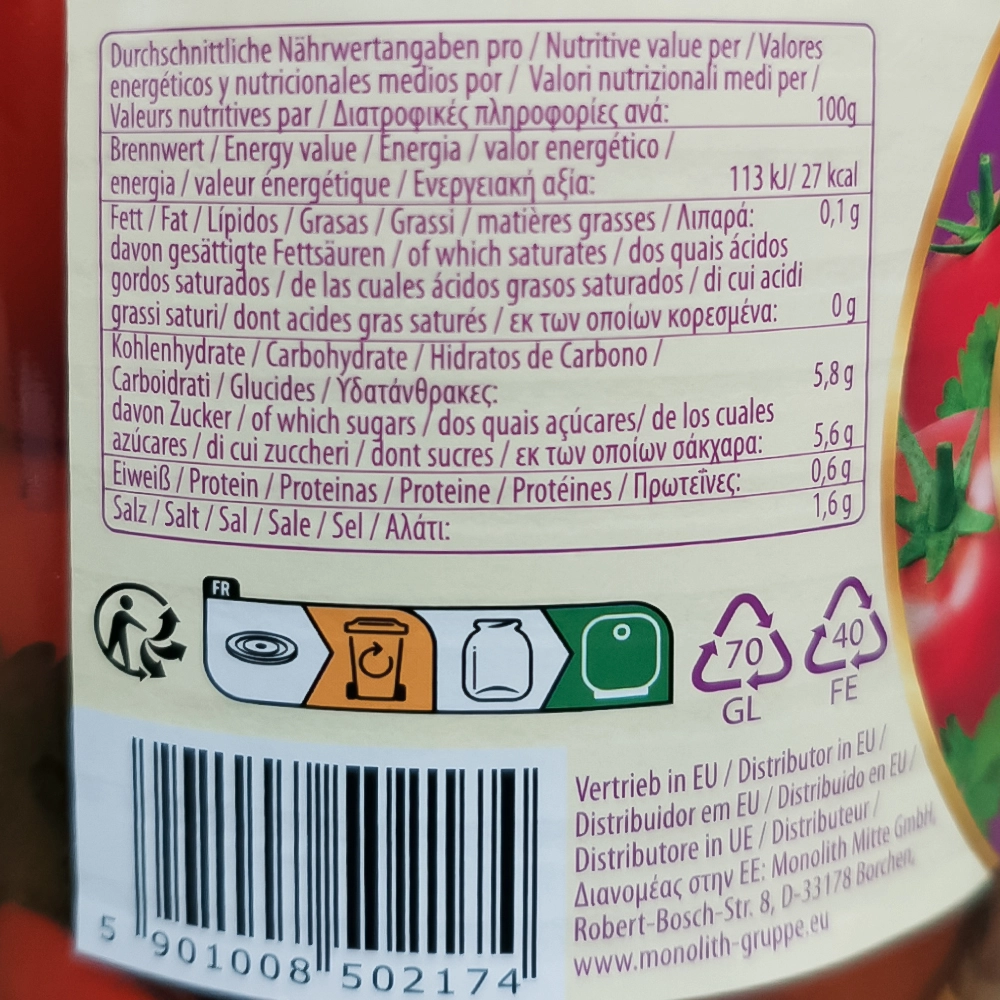 Durchschnittliche Nährwertangaben pro / Nutritive value per / Valores
energéticos y nutricionales medios por / Valori nutrizionali medi per /
Valeurs nutritives par / Διατροφικές πληροφορίες ανά: 100g
Brennwert / Energy value / Energia / valor energético /
energia / valeur énergétique / Ενεργειακή αξία: 113 kJ/ 27 kcal
Fett / Fat / Lípidos / Grasas / Grassi / matières grasses / Λιπαρά: 0,1 g
davon gesättigte Fettsäuren / of which saturates / dos quais ácidos
gordos saturados / de las cuales ácidos grasos saturados / di cui acidi
grassi saturi/ dont acides gras saturés / εκ των οποίων κορεσμένα: 0 g
Kohlenhydrate / Carbohydrate / Hidratos de Carbono /
Carboidrati / Glucides / Υδατάνθρακες: 5,8 g
davon Zucker / of which sugars / dos quais açúcares/ de los cuales
azúcares / di cui zuccheri / dont sucres / εκ των οποίων σάκχαρα: 5,6 g
Eiweiß / Protein / Proteinas / Proteine / Protéines / Πρωτεΐνες: 0,6 g
Salz / Salt / Sal / Sale / Sel / Αλάτι: 1,6 g
FR
70
GL
40
FE
Vertrieb in EU / Distributor in EU /
Distribuidor em EU / Distribuido en EU /
Distributore in UE / Distributeur /
Διανομέας στην ΕΕ: Monolith Mitte GmbH,
Robert-Bosch-Str. 8, D-33178 Borchen,
www.monolith-gruppe.eu
5 901008 502174